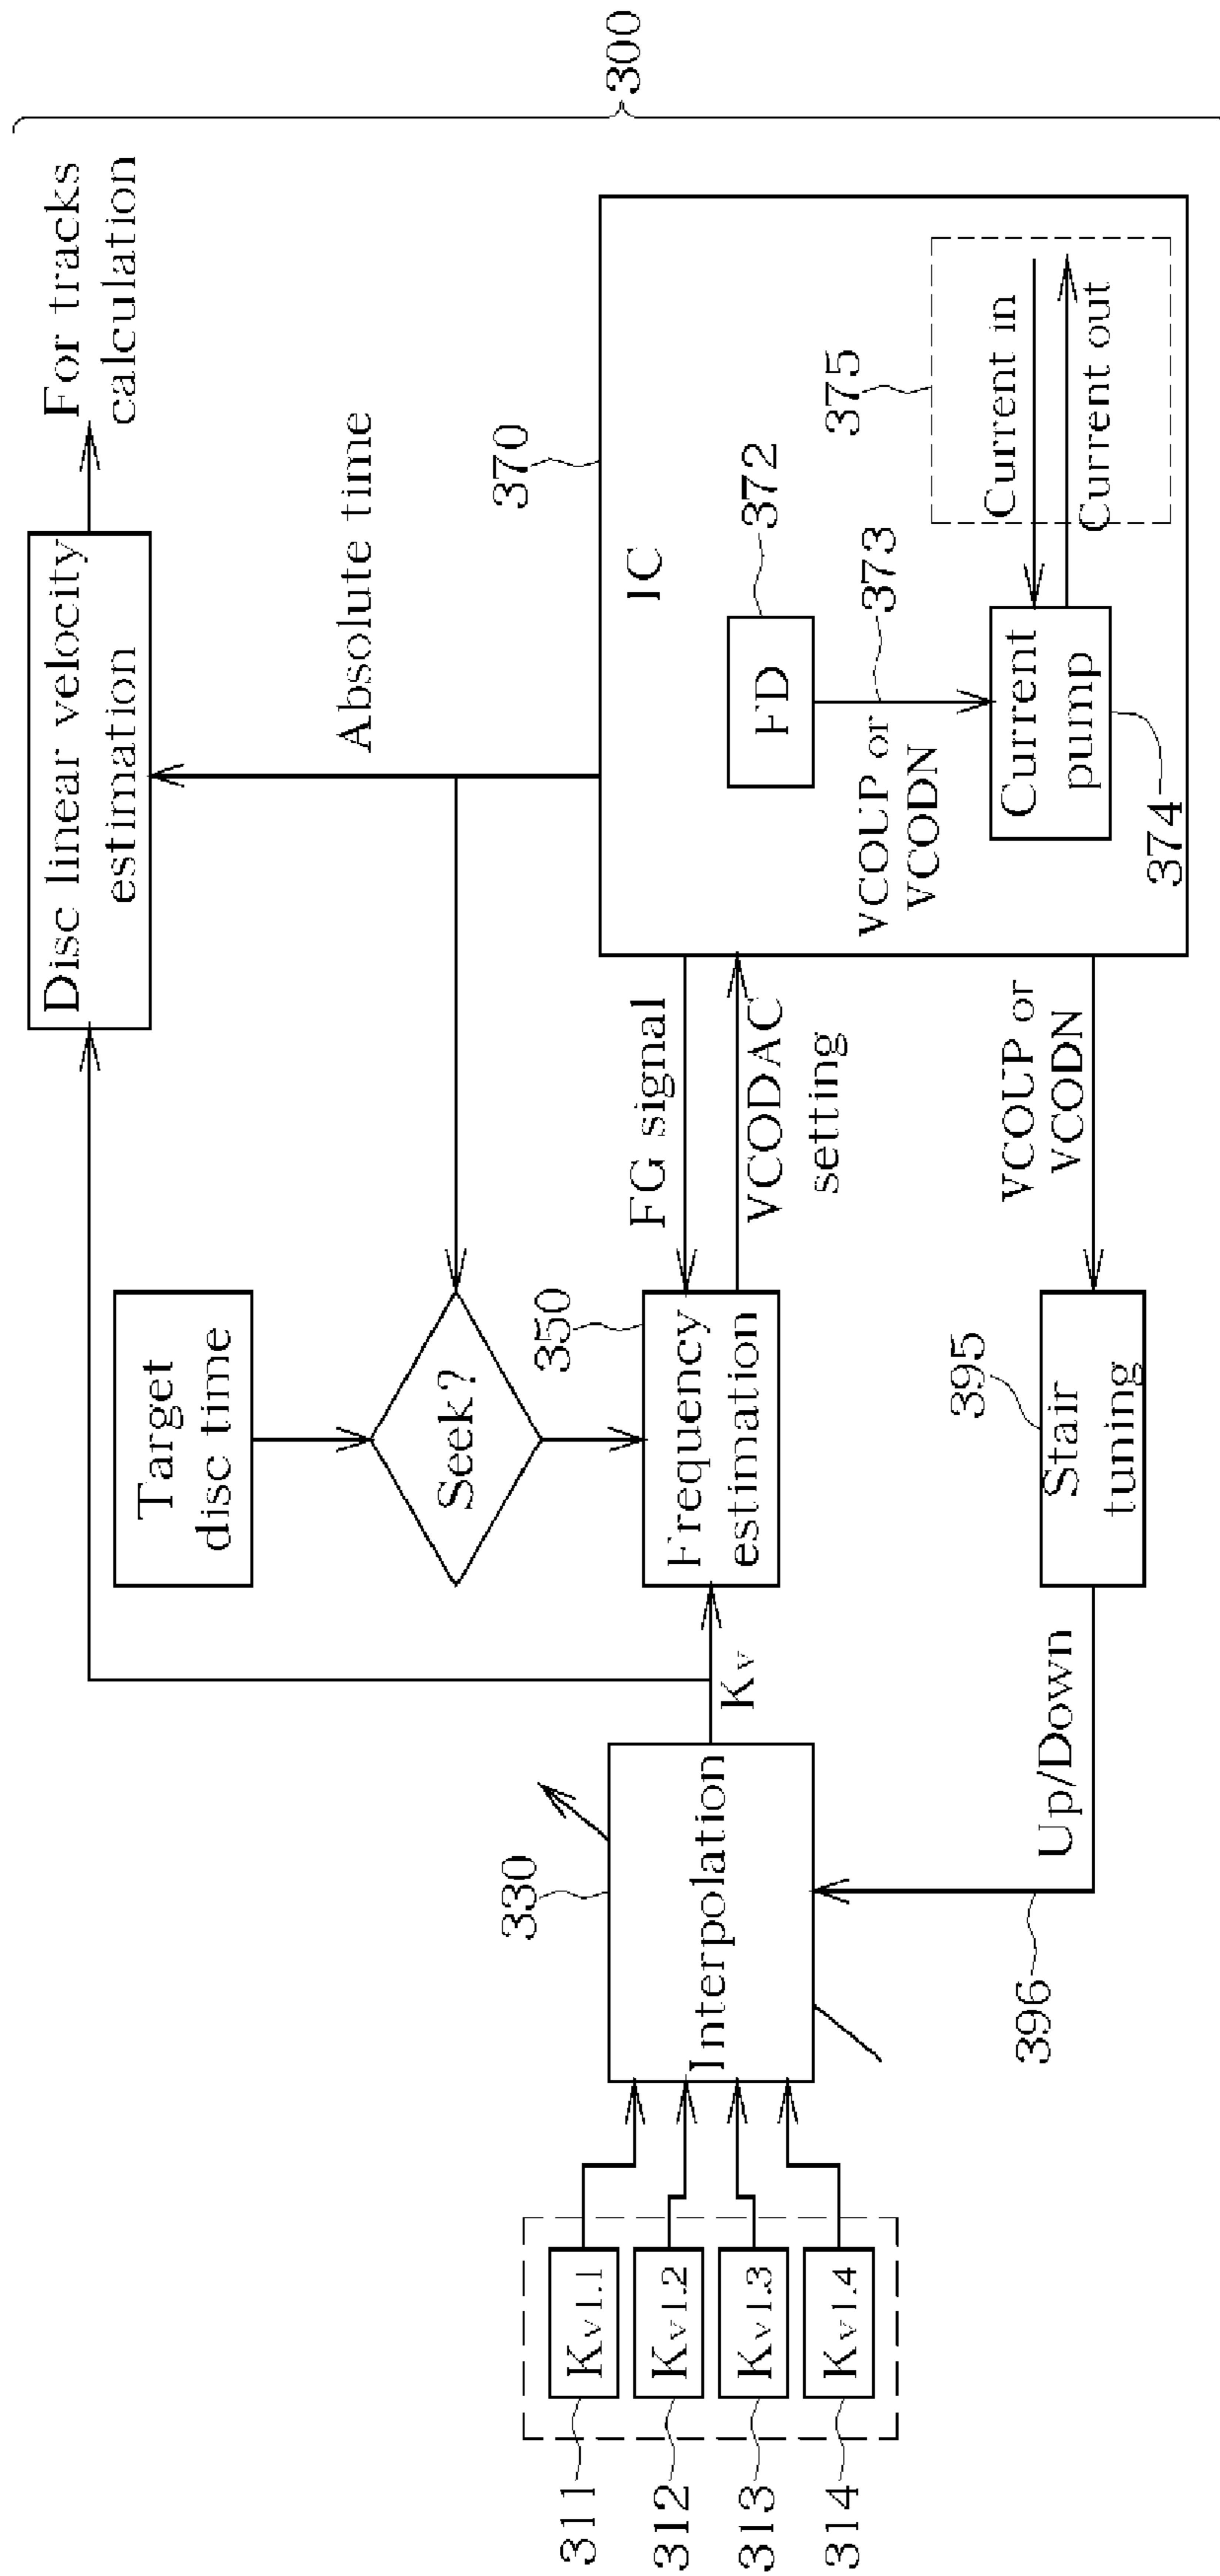 300
For tracks
calculation
Disc linear velocity
estimation
Absolute time
Target
disc time
Seek?
370
IC
372
FD
373
VCOUP or
VCODN
375
Current in
Current out
Current
pump
374
350
Frequency
estimation
FG signal
VCODAC
setting
VCOUP or
VCODN
395
Stair
tuning
Up/Down
396
330
Interpolation
Kv
Kv1.1
Kv1.2
Kv1.3
Kv1.4
311
312
313
314